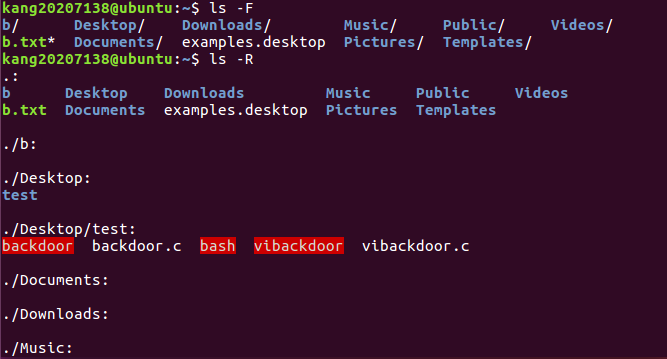 kang20207138@ubuntu:~$ ls -F
b/ Desktop/ Downloads/ Music/ Public/ Videos/
b.txt* Documents/ examples.desktop Pictures/ Templates/
kang20207138@ubuntu:~$ ls -R
.:
b Desktop Downloads Music Public Videos
b.txt Documents examples.desktop Pictures Templates
./b:
./Desktop:
test
./Desktop/test:
backdoor backdoor.c bash vibackdoor vibackdoor.c
./Documents:
./Downloads:
./Music: